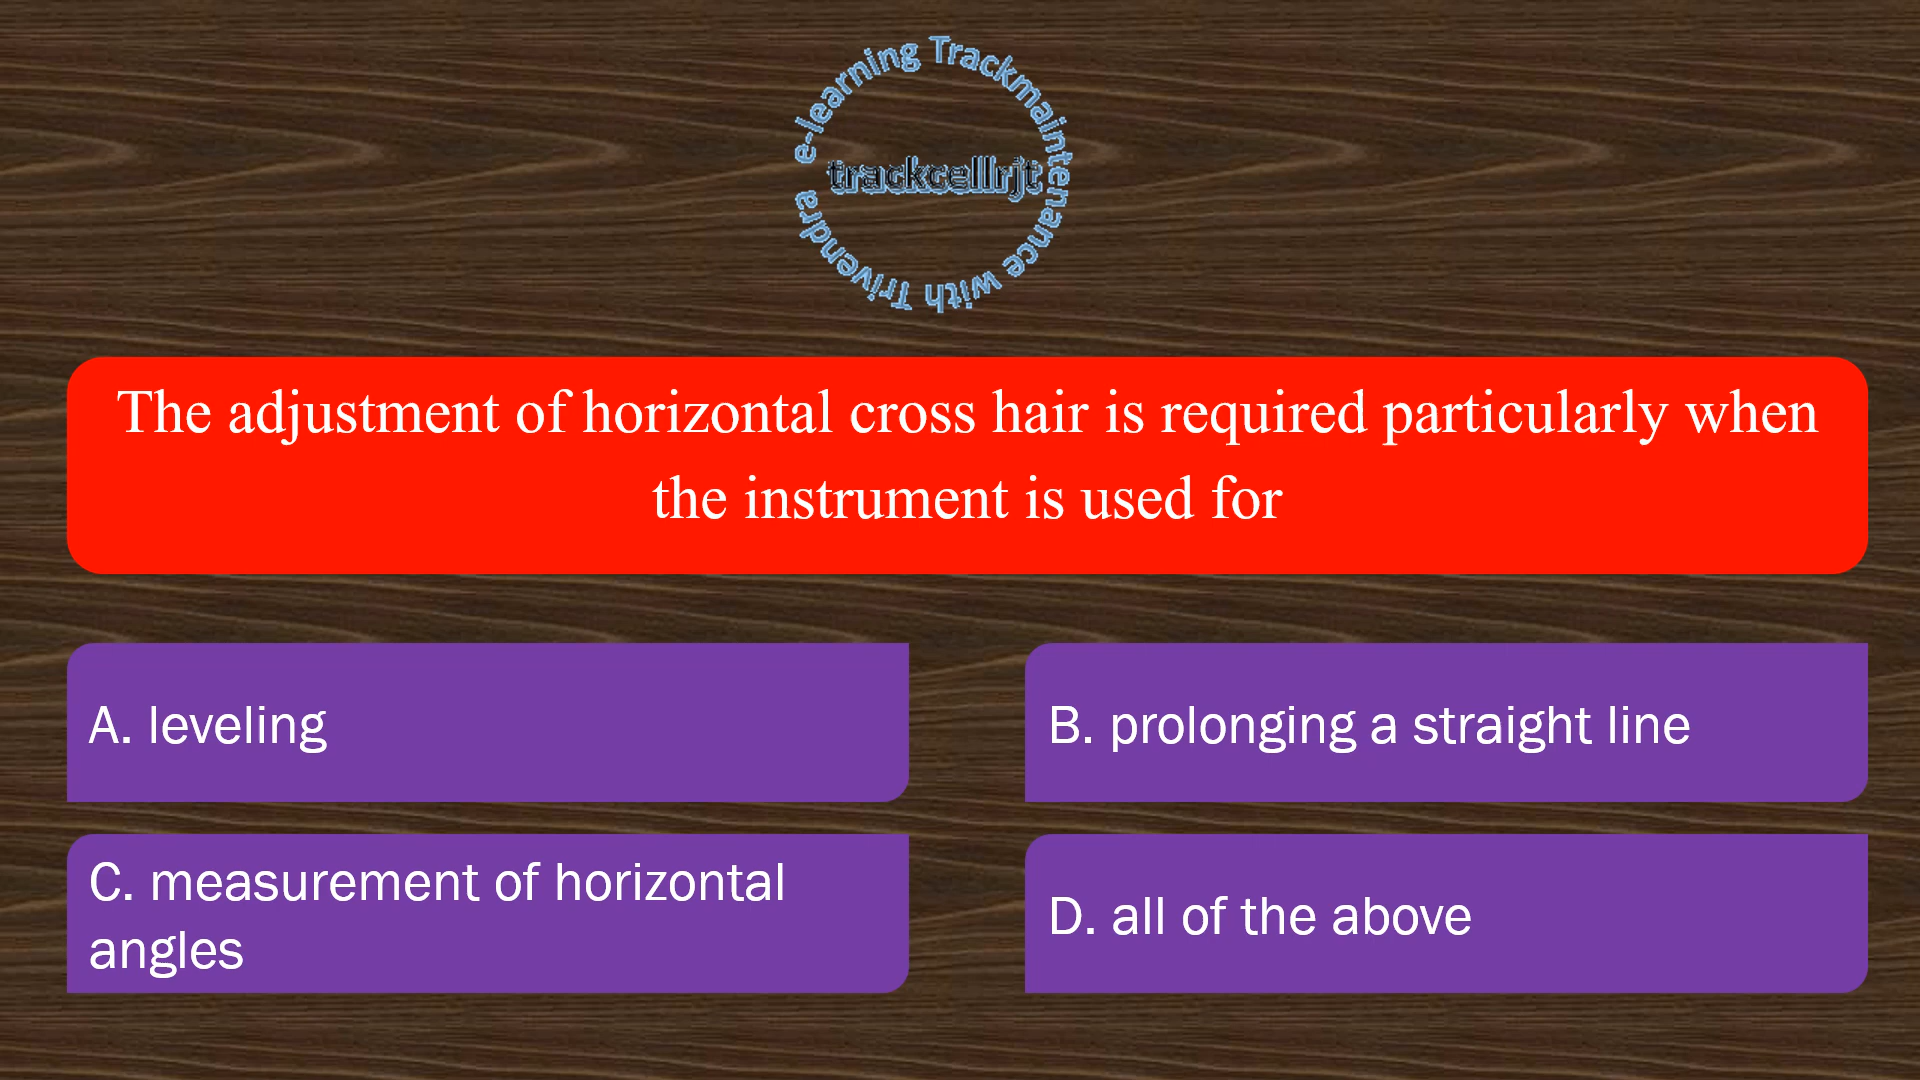 e-learning Trackmaintenance with Trivendra
trackcellrjt
The adjustment of horizontal cross hair is required particularly when
the instrument is used for
A. leveling
B. prolonging a straight line
C. measurement of horizontal
angles
D. all of the above